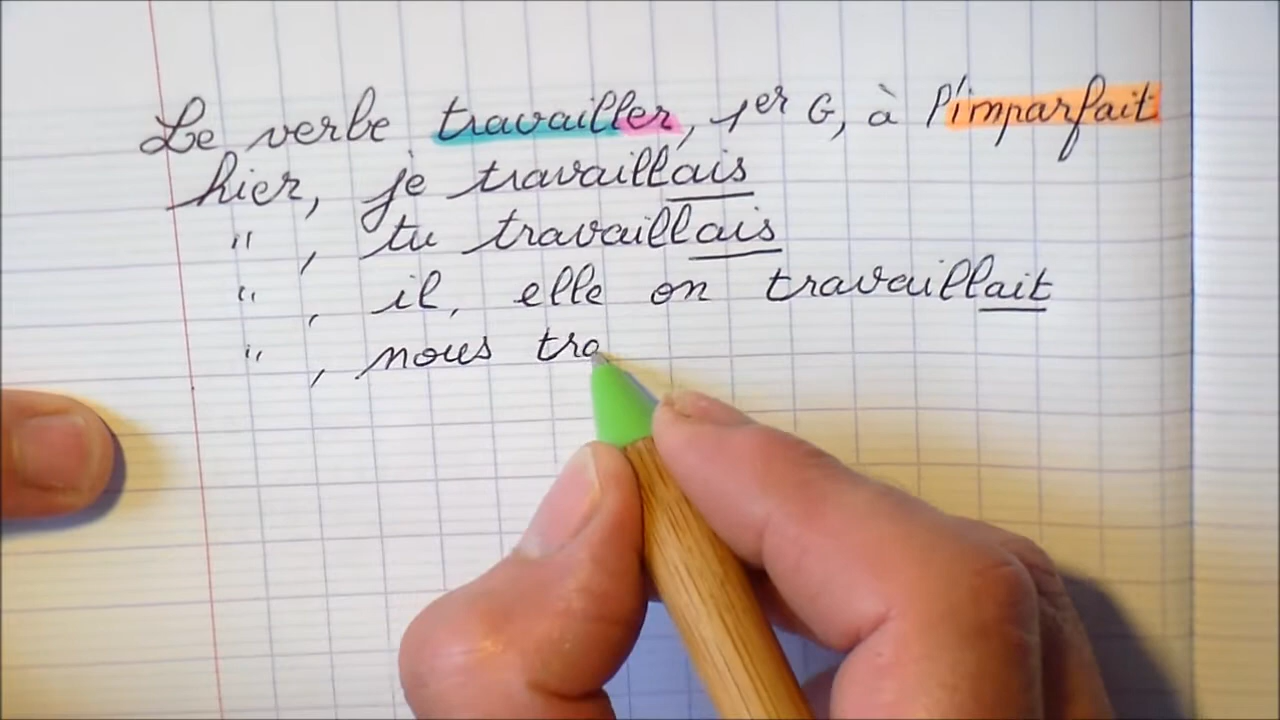 Le verbe travailler, 1er G, à l'imparfait
hier, je travaillais
" , tu travaillais
" , il, elle on travaillait
" , nous tra